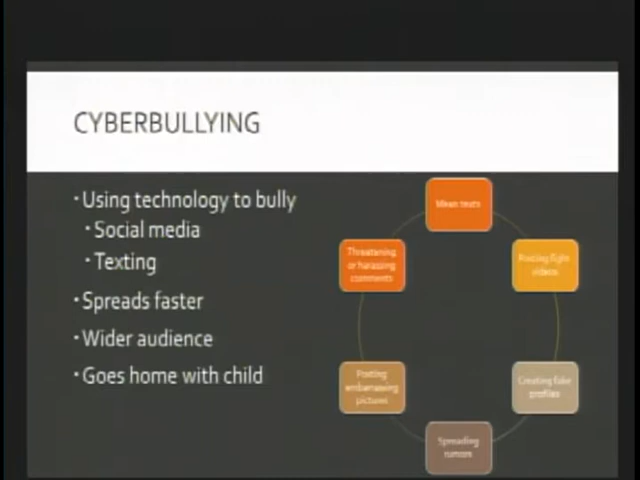 CYBERBULLYING
• Using technology to bully
• Social media
• Texting
• Spreads faster
• Wider audience
• Goes home with child
Mean texts
Posting fight
videos
Creating fake
profiles
Spreading
rumors
Posting
embarrassing
pictures
Threatening
or harassing
comments